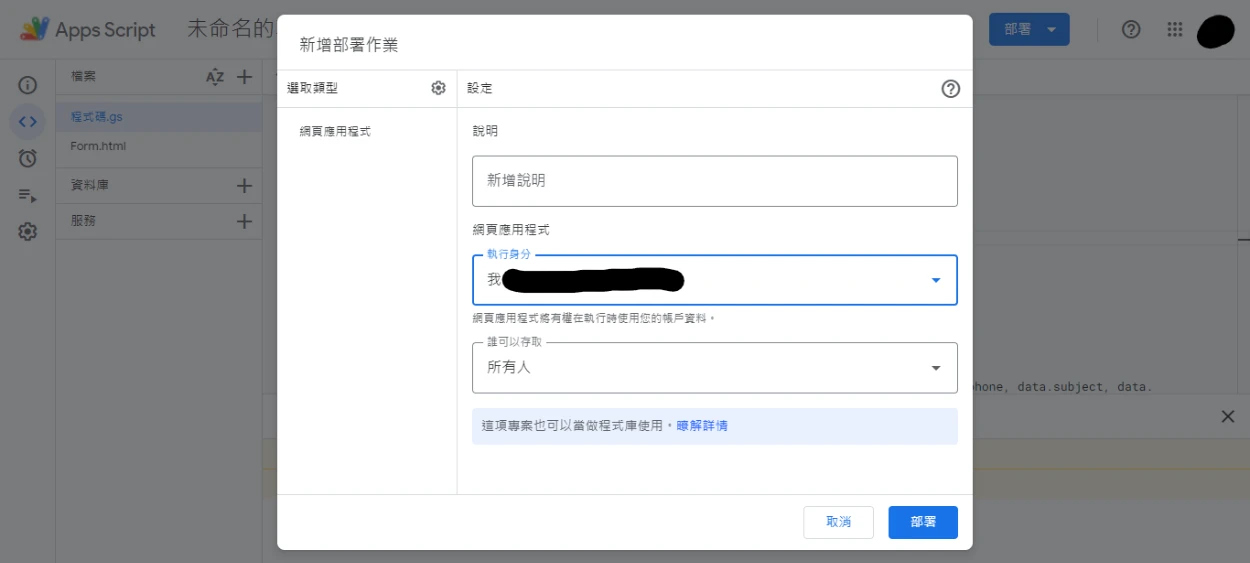 Apps Script
未命名的
部署
檔案
程式碼.gs
Form.html
資料庫
服務
新增部署作業
選取類型
網頁應用程式
設定
說明
新增說明
網頁應用程式
執行身分
我
網頁應用程式將有權在執行時使用您的帳戶資料。
誰可以存取
所有人
這項專案也可以當做程式庫使用。瞭解詳情
取消
部署
phone, data.subject, data.